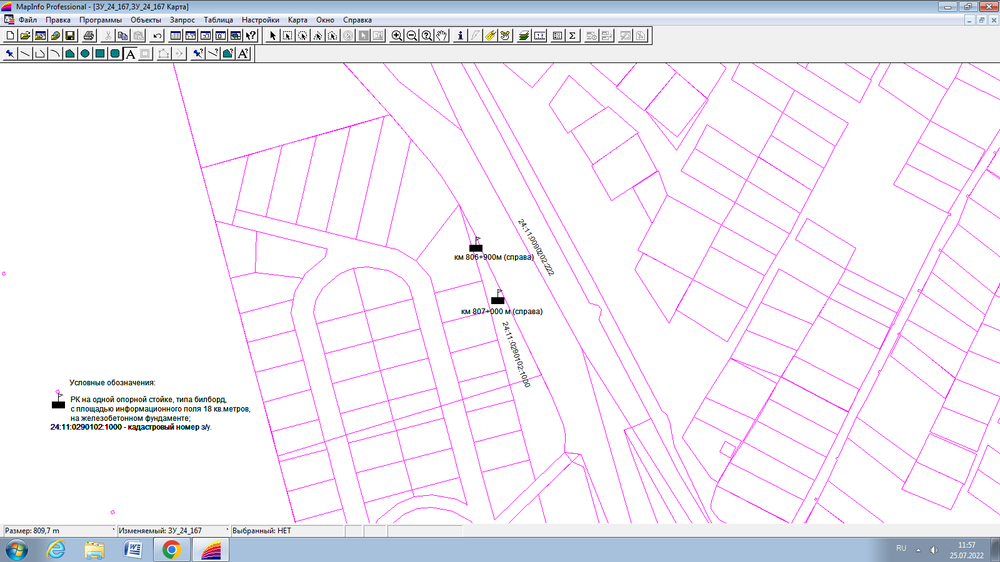 MapInfo Professional - [ЗУ_24_167,ЗУ_24_167 Карта]
Файл Правка Программы Объекты Запрос Таблица Настройки Карта Окно Справка
24:11:0090202:222
км 806+900м (справа)
км 807+000 м (справа)
24:11:0290102:1000
Условные обозначения:
РК на одной опорной стойке, типа билборд,
с площадью информационного поля 18 кв.метров,
на железобетонном фундаменте;
24:11:0290102:1000 - кадастровый номер з/у.
Размер: 809,7 m Изменяемый: ЗУ_24_167 Выбранный: НЕТ
RU
11:57
25.07.2022